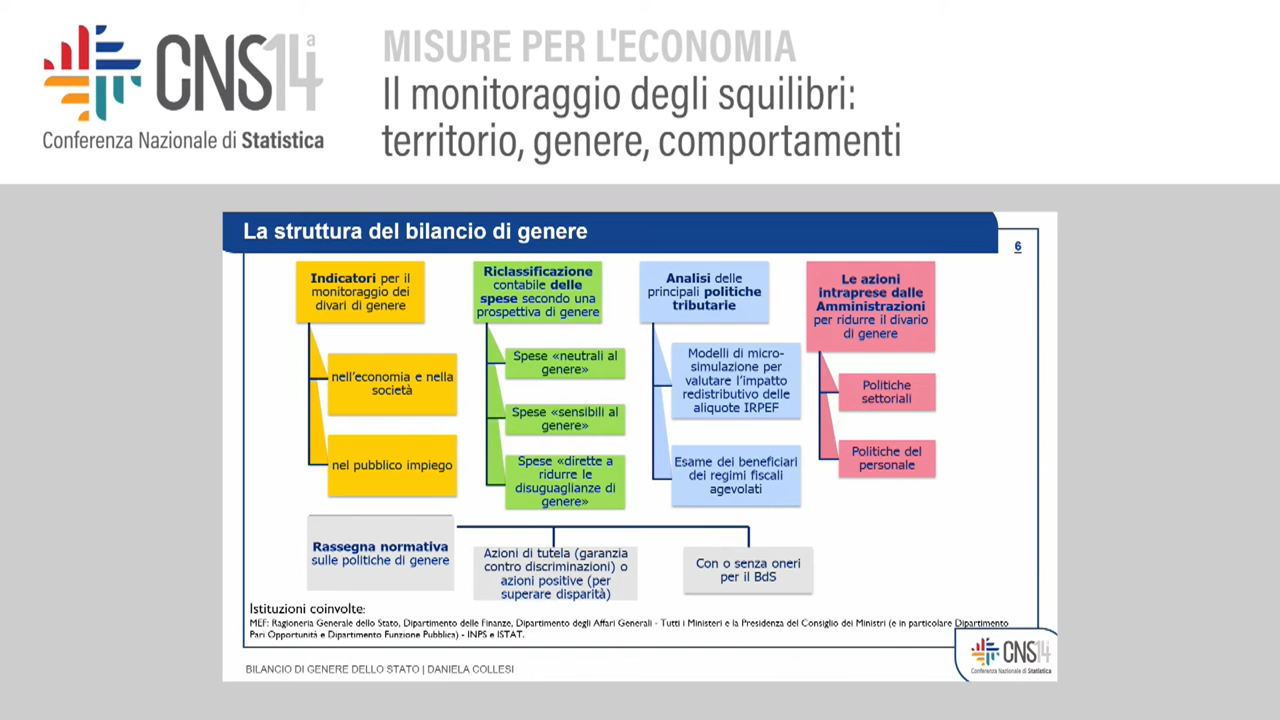 CNS14ª
Conferenza Nazionale di Statistica
MISURE PER L'ECONOMIA
Il monitoraggio degli squilibri:
territorio, genere, comportamenti
La struttura del bilancio di genere
6
Indicatori per il
monitoraggio dei
divari di genere
nell'economia e nella
società
nel pubblico impiego
Riclassificazione
contabile delle
spese secondo una
prospettiva di genere
Spese «neutrali al
genere»
Spese «sensibili al
genere»
Spese «dirette a
ridurre le
disuguaglianze di
genere»
Analisi delle
principali politiche
tributarie
Modelli di micro-
simulazione per
valutare l'impatto
redistributivo delle
aliquote IRPEF
Esame dei beneficiari
dei regimi fiscali
agevolati
Le azioni
intraprese dalle
Amministrazioni
per ridurre il divario
di genere
Politiche
settoriali
Politiche del
personale
Rassegna normativa
sulle politiche di genere
Azioni di tutela (garanzia
contro discriminazioni) o
azioni positive (per
superare disparità)
Con o senza oneri
per il BdS
Istituzioni coinvolte:
MEF: Ragioneria Generale dello Stato, Dipartimento delle Finanze, Dipartimento degli Affari Generali - Tutti i Ministeri e la Presidenza del Consiglio dei Ministri (e in particolare Dipartimento
Pari Opportunità e Dipartimento Funzione Pubblica) - INPS e ISTAT.
BILANCIO DI GENERE DELLO STATO | DANIELA COLLESI
CNS14ª
Conferenza Nazionale di Statistica